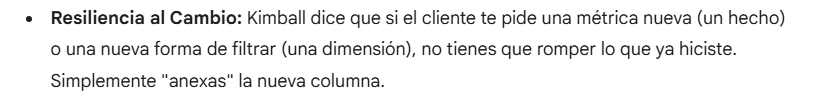 • Resiliencia al Cambio: Kimball dice que si el cliente te pide una métrica nueva (un hecho)
o una nueva forma de filtrar (una dimensión), no tienes que romper lo que ya hiciste.
Simplemente "anexas" la nueva columna.